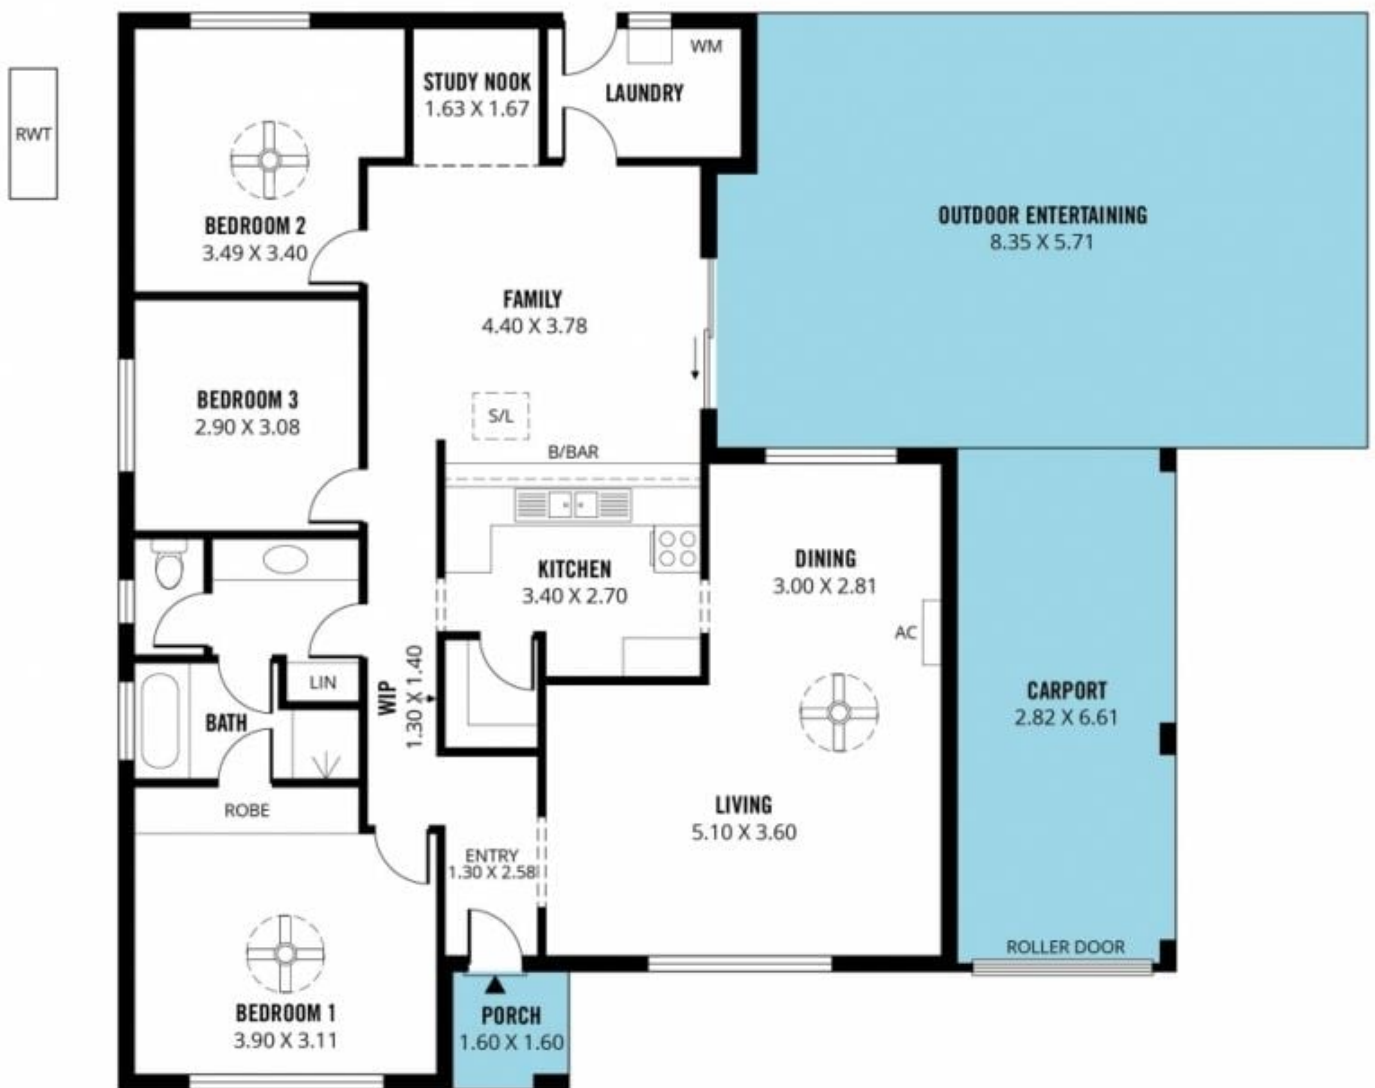 WM
STUDY NOOK
1.63 X 1.67
LAUNDRY
RWT
BEDROOM 2
3.49 X 3.40
OUTDOOR ENTERTAINING
8.35 X 5.71
FAMILY
4.40 X 3.78
BEDROOM 3
2.90 X 3.08
S/L
B/BAR
KITCHEN
3.40 X 2.70
DINING
3.00 X 2.81
AC
LIN
WIP
1.30 X 1.40
CARPORT
2.82 X 6.61
BATH
ROBE
LIVING
5.10 X 3.60
ENTRY
1.30 X 2.58
ROLLER DOOR
BEDROOM 1
3.90 X 3.11
PORCH
1.60 X 1.60